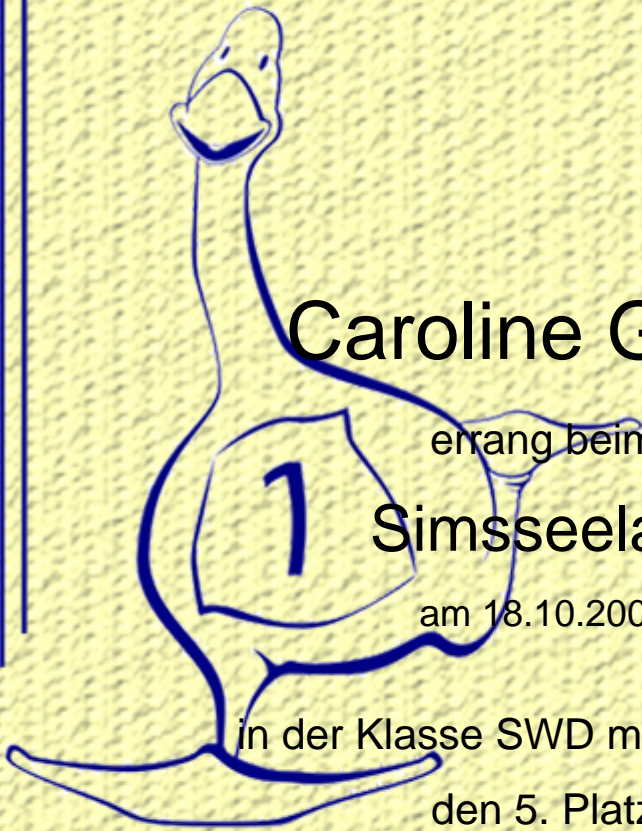 Caroline G
errang beim
1
Simsseela
am 18.10.200
in der Klasse SWD m
den 5. Platz